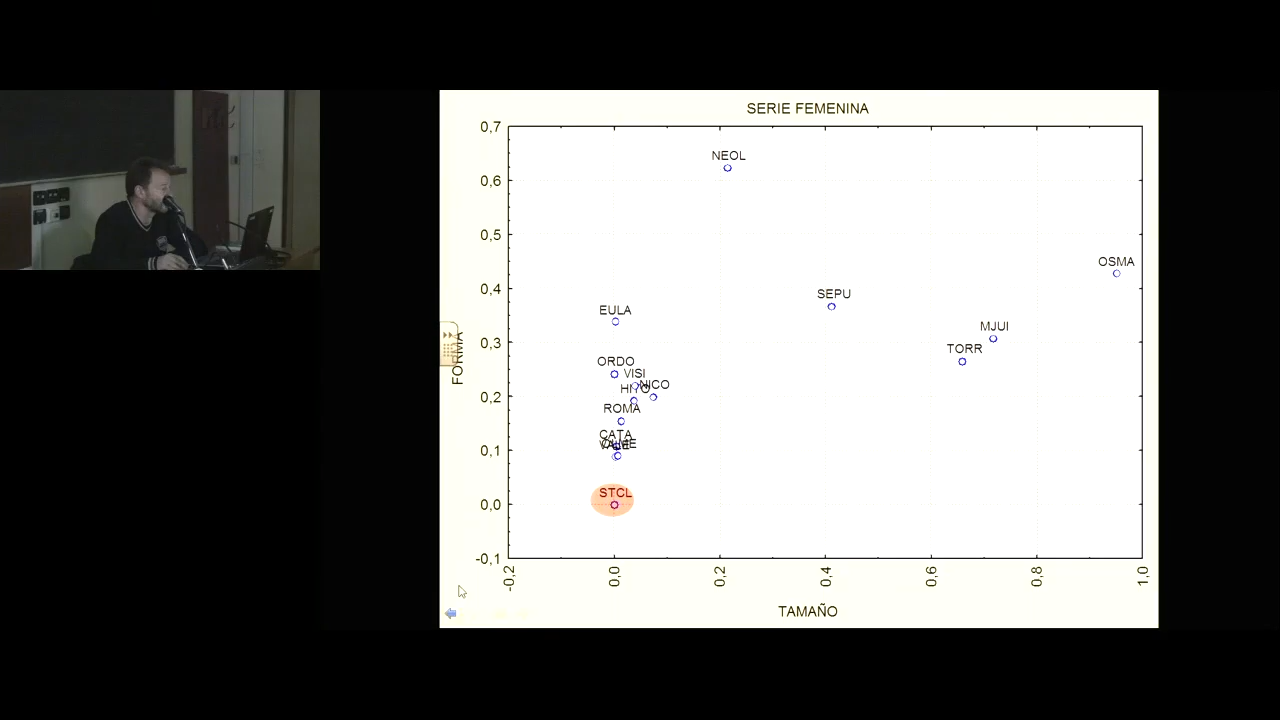 SERIE FEMENINA
0,7
NEOL
0,6
0,5
OSMA
0,4
SEPU
EULA
MJUI
0,3
TORR
FORMA
ORDO
VISI
NICO
0,2
ROMA
CATA
0,1
STCL
0,0
-0,1
-0,2 0,0 0,2 0,4 0,6 0,8 1,0
TAMAÑO